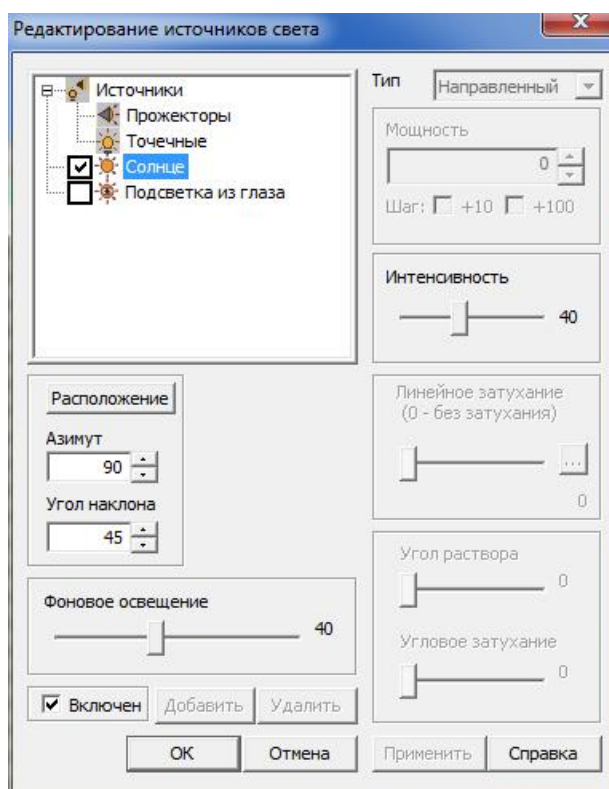 Редактирование источников света
Источники
Прожекторы
Точечные
Солнце
Подсветка из глаза
Тип
Направленный
Мощность
0
Шаг: +10 +100
Интенсивность
40
Расположение
Азимут
90
Угол наклона
45
Линейное затухание
(0 - без затухания)
...
0
Фоновое освещение
40
Угол раствора
0
Угловое затухание
0
Включен
Добавить
Удалить
ОК
Отмена
Применить
Справка